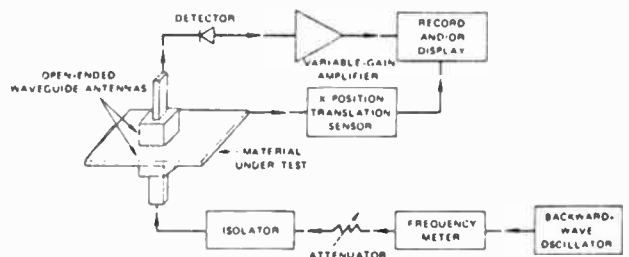 DETECTOR
RECORD
AND/OR
DISPLAY
OPEN-ENDED
WAVEGUIDE ANTENNAS
VARIABLE-GAIN
AMPLIFIER
X POSITION
TRANSLATION
SENSOR
MATERIAL
UNDER TEST
ISOLATOR
ATTENUATOR
FREQUENCY
METER
BACKWARD-
WAVE
OSCILLATOR